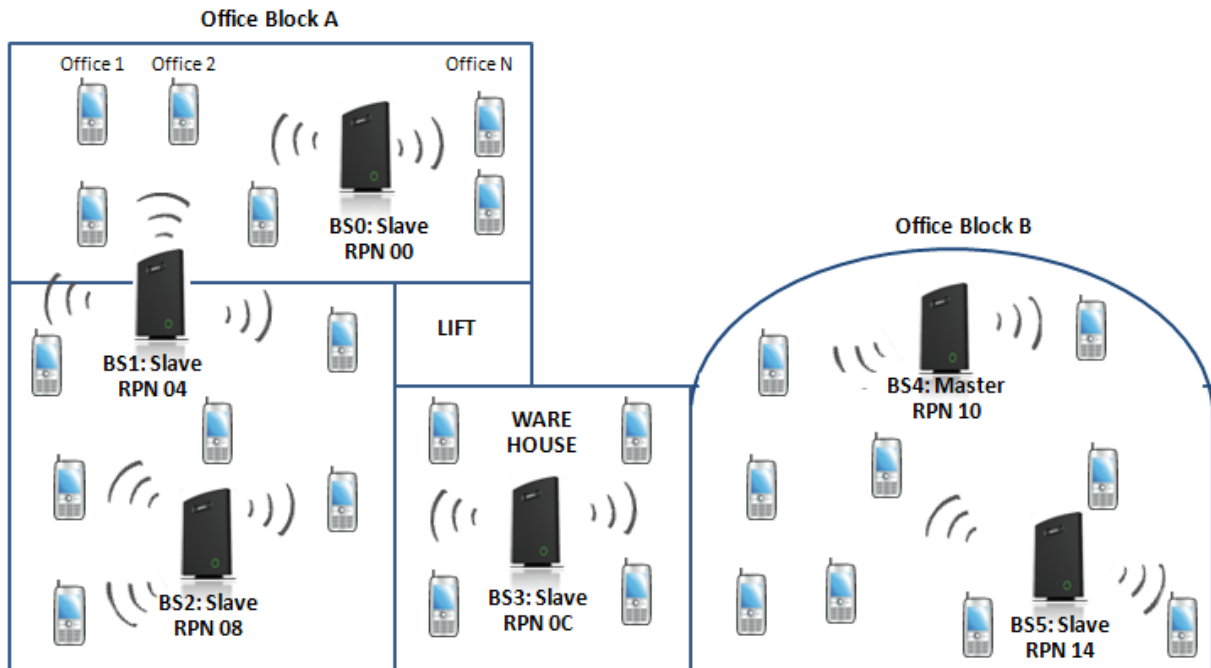 Office Block A
Office 1
Office 2
Office N
BS0: Slave
RPN 00
Office Block B
BS1: Slave
RPN 04
LIFT
BS4: Master
RPN 10
WARE
HOUSE
BS2: Slave
RPN 08
BS3: Slave
RPN 0C
BS5: Slave
RPN 14